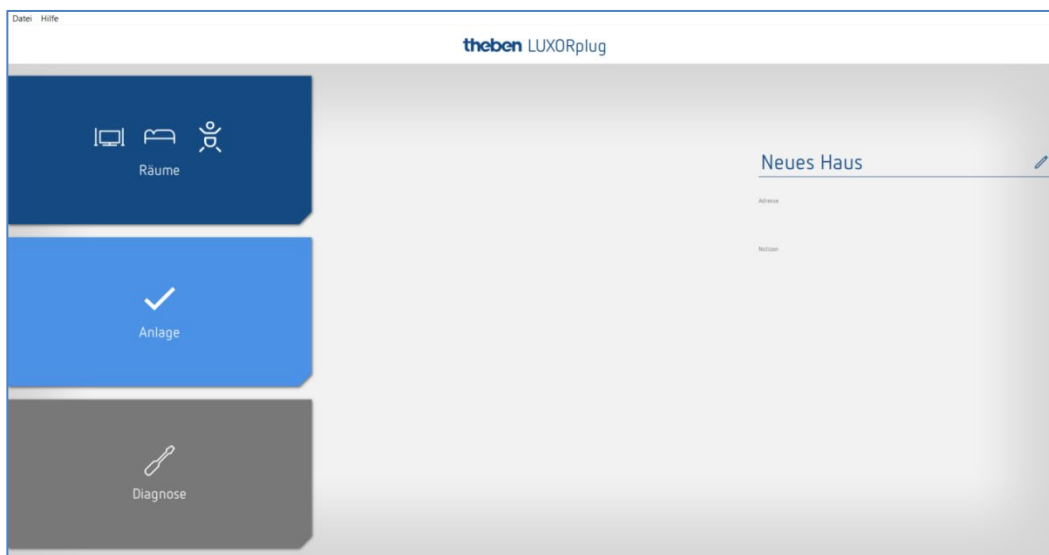 Datei Hilfe
theben LUXORplug
Räume
Neues Haus
Adresse
Notizen
Anlage
Diagnose